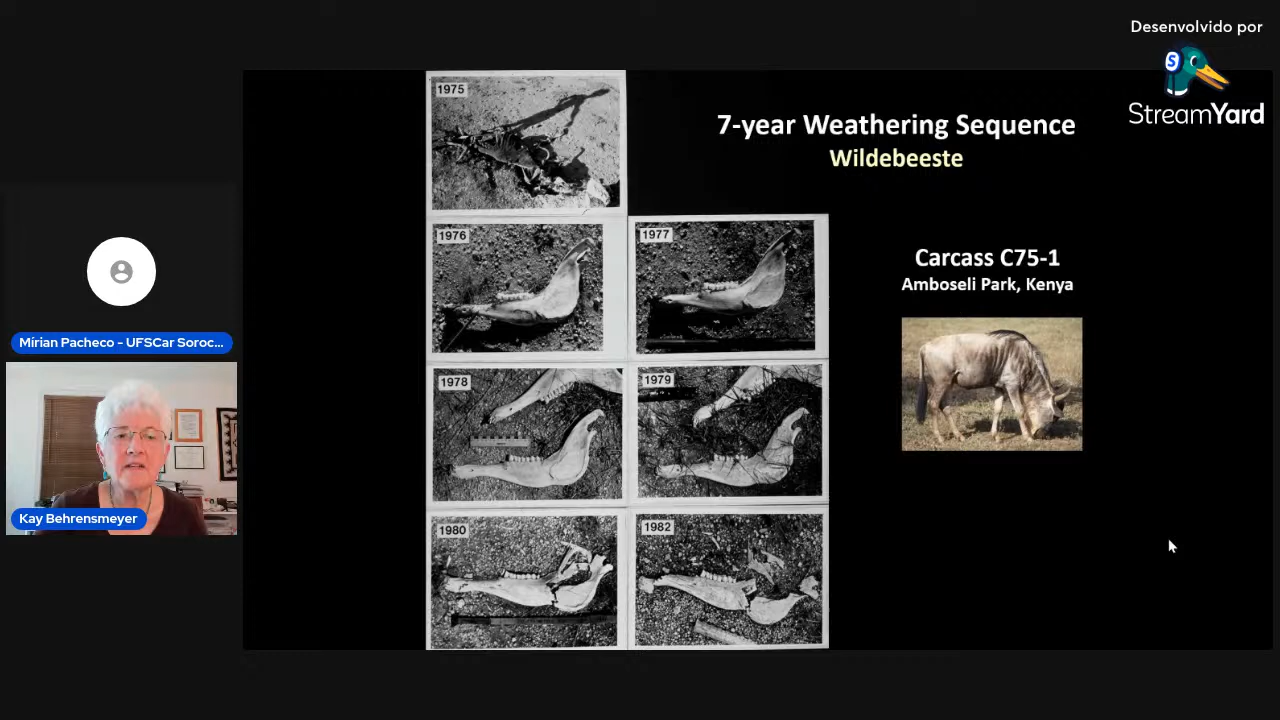 Desenvolvido por
StreamYard
7-year Weathering Sequence
Wildebeeste
Carcass C75-1
Amboseli Park, Kenya
1975
1976
1977
1978
1979
1980
1982
Mírian Pacheco - UFSCar Soroc...
Kay Behrensmeyer